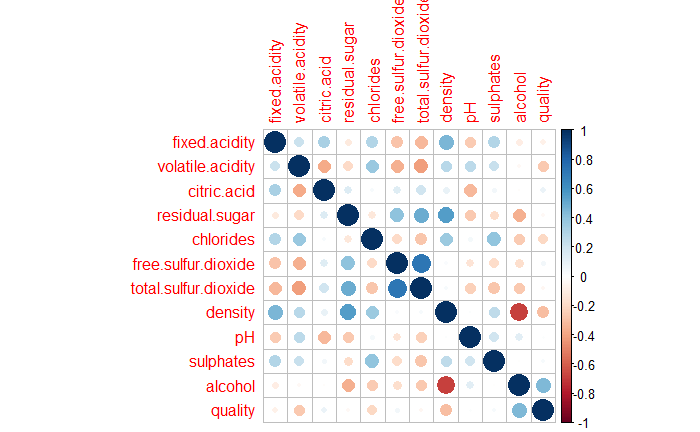 fixed.acidity
volatile.acidity
citric.acid
residual.sugar
chlorides
free.sulfur.dioxide
total.sulfur.dioxide
density
pH
sulphates
alcohol
quality
fixed.acidity
volatile.acidity
citric.acid
residual.sugar
chlorides
free.sulfur.dioxide
total.sulfur.dioxide
density
pH
sulphates
alcohol
quality
1
0.8
0.6
0.4
0.2
0
-0.2
-0.4
-0.6
-0.8
-1